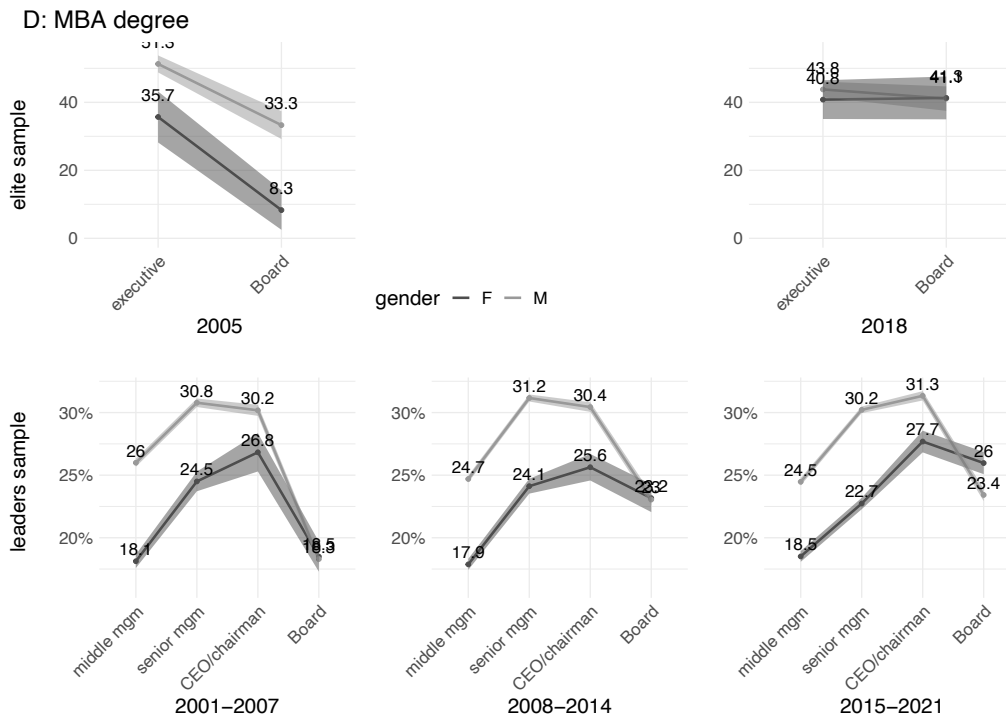 D: MBA degree
elite sample
40
20
0
51.3
35.7
33.3
8.3
executive
Board
2005
gender F M
40
20
0
43.8
40.8
executive
Board
2018
leaders sample
30%
25%
20%
26
30.8
30.2
18.1
24.5
26.8
18.5
middle mgm
senior mgm
CEO/chairman
Board
2001–2007
24.7
31.2
30.4
17.9
24.1
25.6
middle mgm
senior mgm
CEO/chairman
Board
2008–2014
24.5
30.2
31.3
23.4
18.5
22.7
27.7
26
middle mgm
senior mgm
CEO/chairman
Board
2015–2021